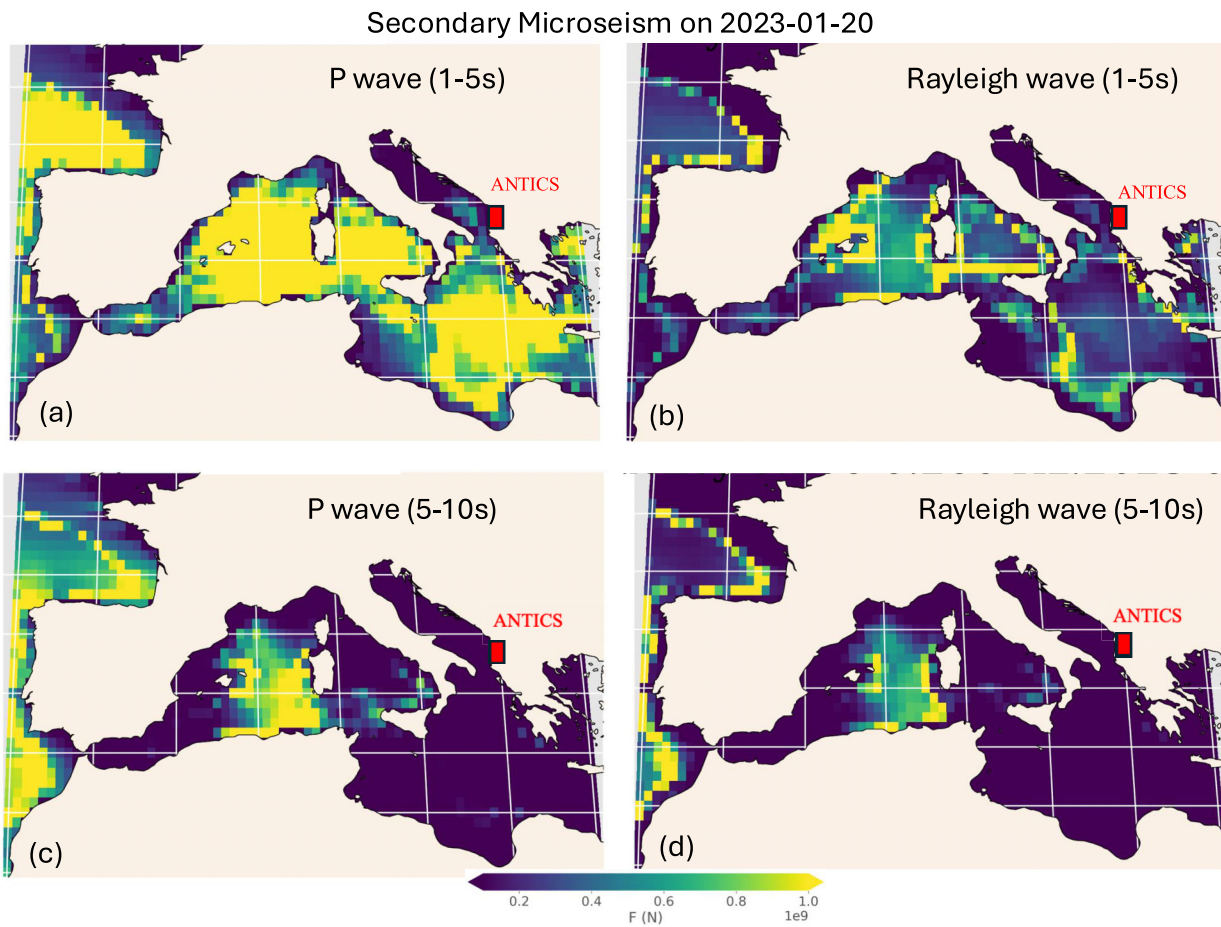 Secondary Microseism on 2023-01-20
P wave (1-5s)
ANTICS
(a)
Rayleigh wave (1-5s)
ANTICS
(b)
P wave (5-10s)
ANTICS
(c)
Rayleigh wave (5-10s)
ANTICS
(d)
0.2 0.4 0.6 0.8 1.0
F (N)
1e9